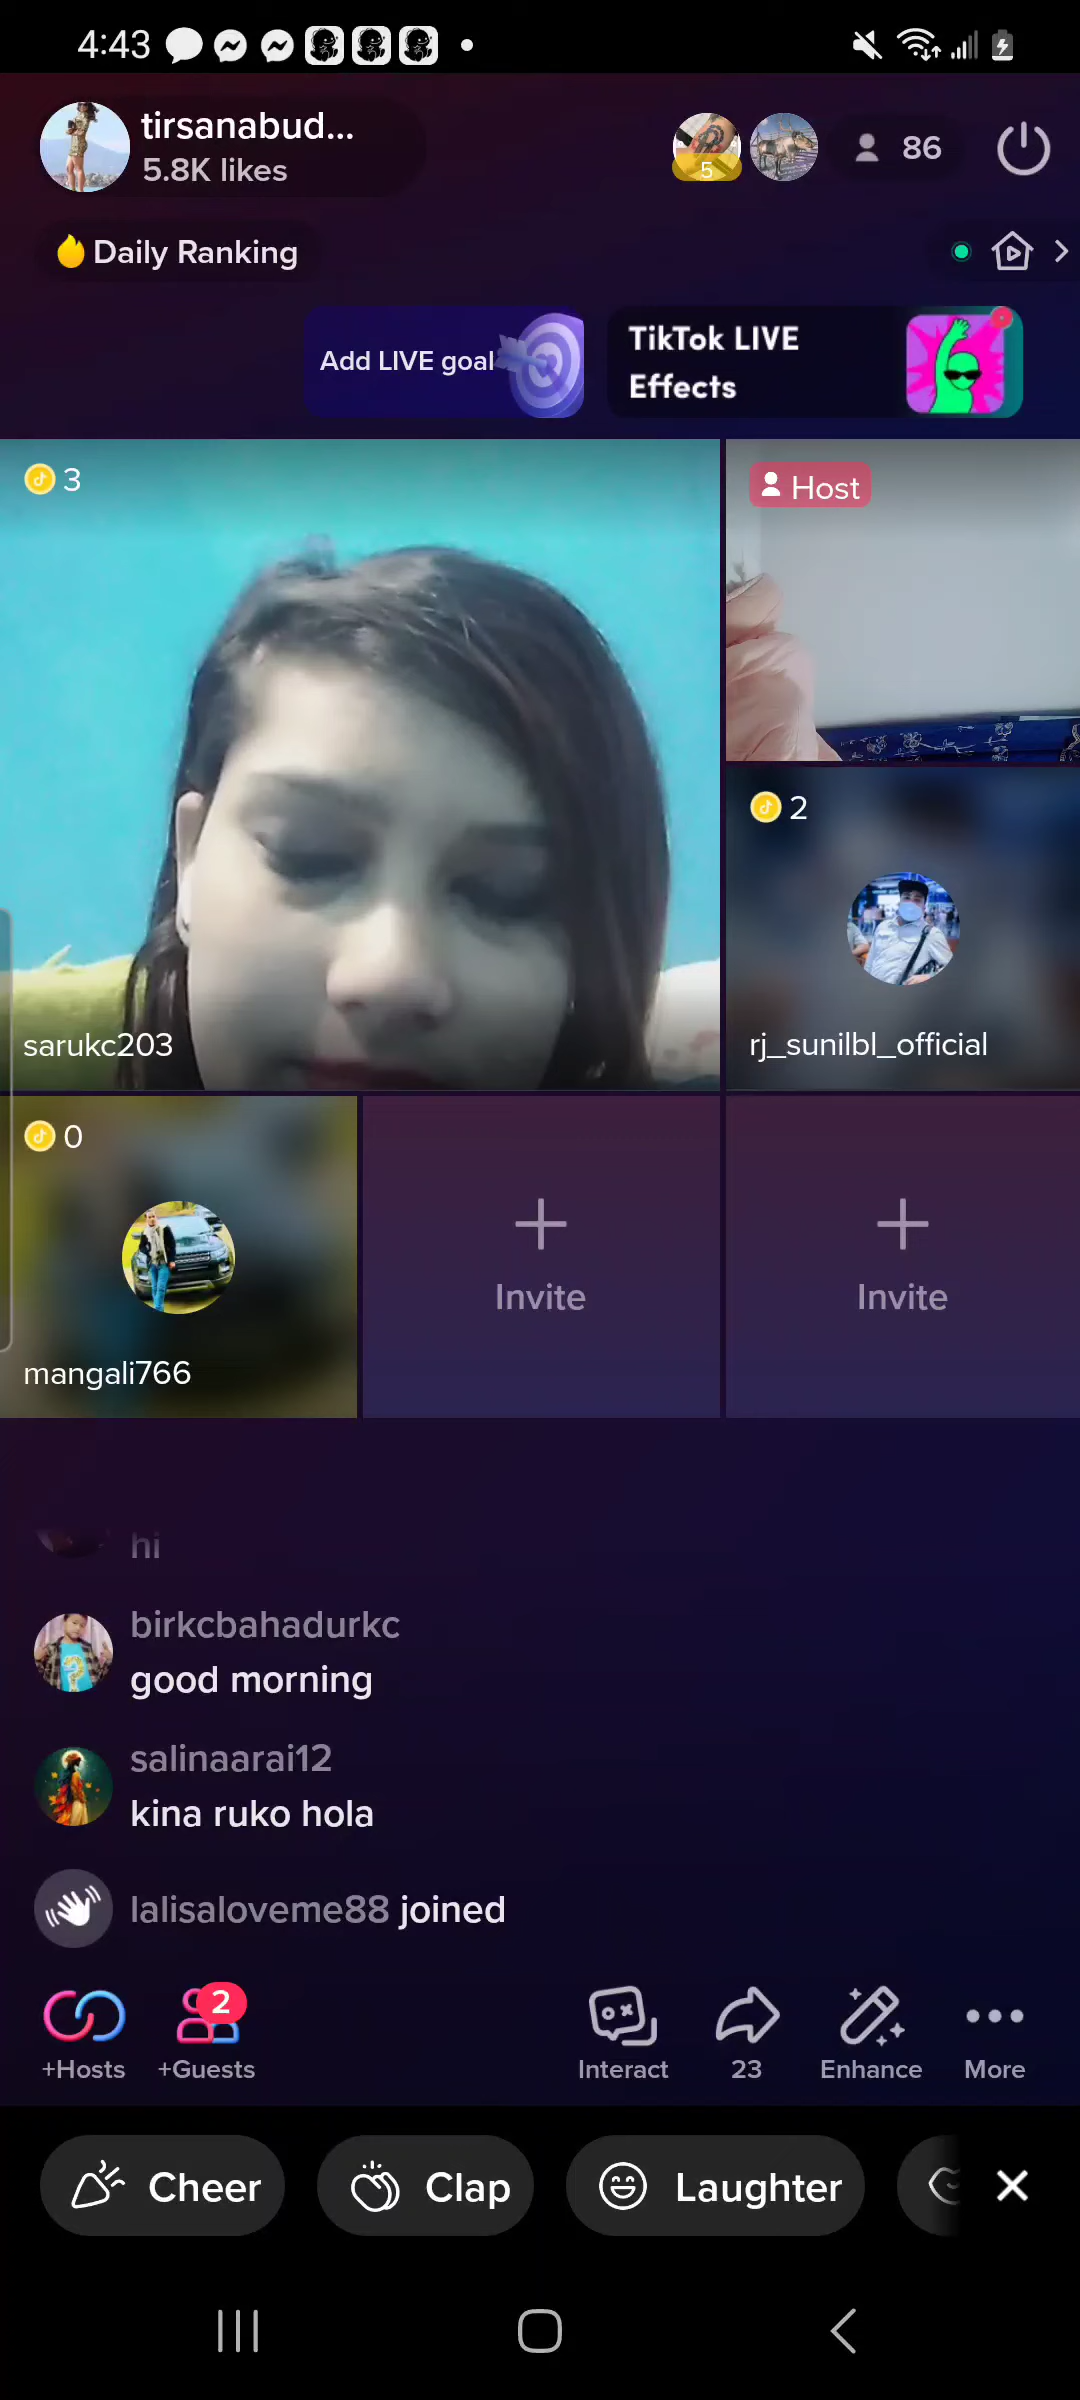 4:43
tirsanabud...
5.8K likes
5
86
Daily Ranking
Add LIVE goal
TikTok LIVE
Effects
3
Host
2
sarukc203
rj_sunilbl_official
0
Invite
Invite
mangali766
hi
birkcbahadurkc
good morning
salinaarai12
kina ruko hola
lalisaloveme88 joined
2
+Hosts
+Guests
Interact
23
Enhance
More
Cheer
Clap
Laughter